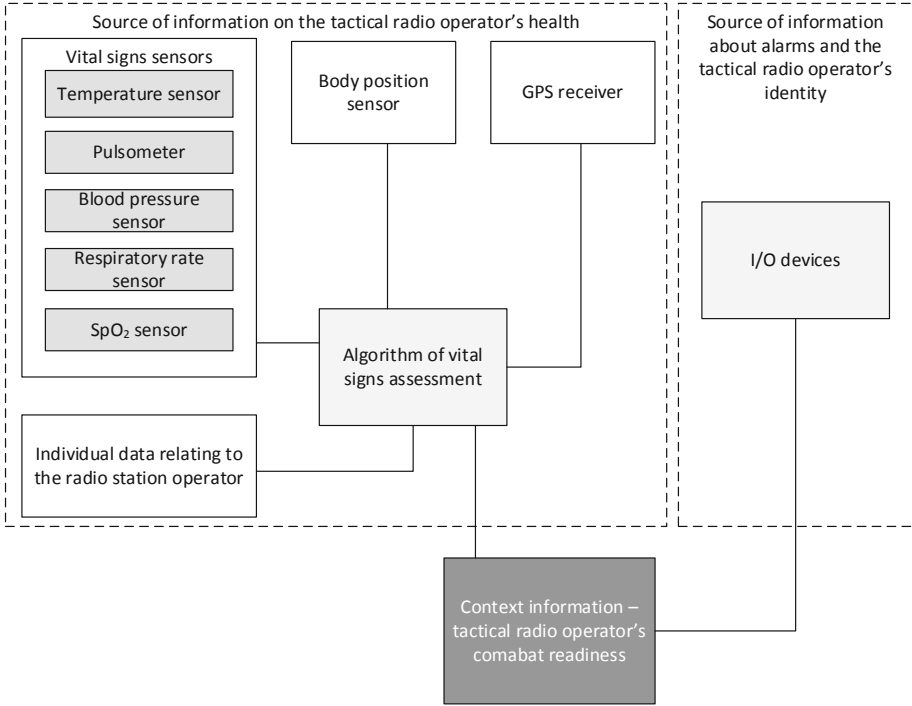 Source of information on the tactical radio operator’s health
Vital signs sensors
Temperature sensor
Pulsometer
Blood pressure
sensor
Respiratory rate
sensor
SpO₂ sensor
Body position
sensor
GPS receiver
Algorithm of vital
signs assessment
Individual data relating to
the radio station operator
Source of information
about alarms and the
tactical radio operator’s
identity
I/O devices
Context information –
tactical radio operator’s
comabat readiness